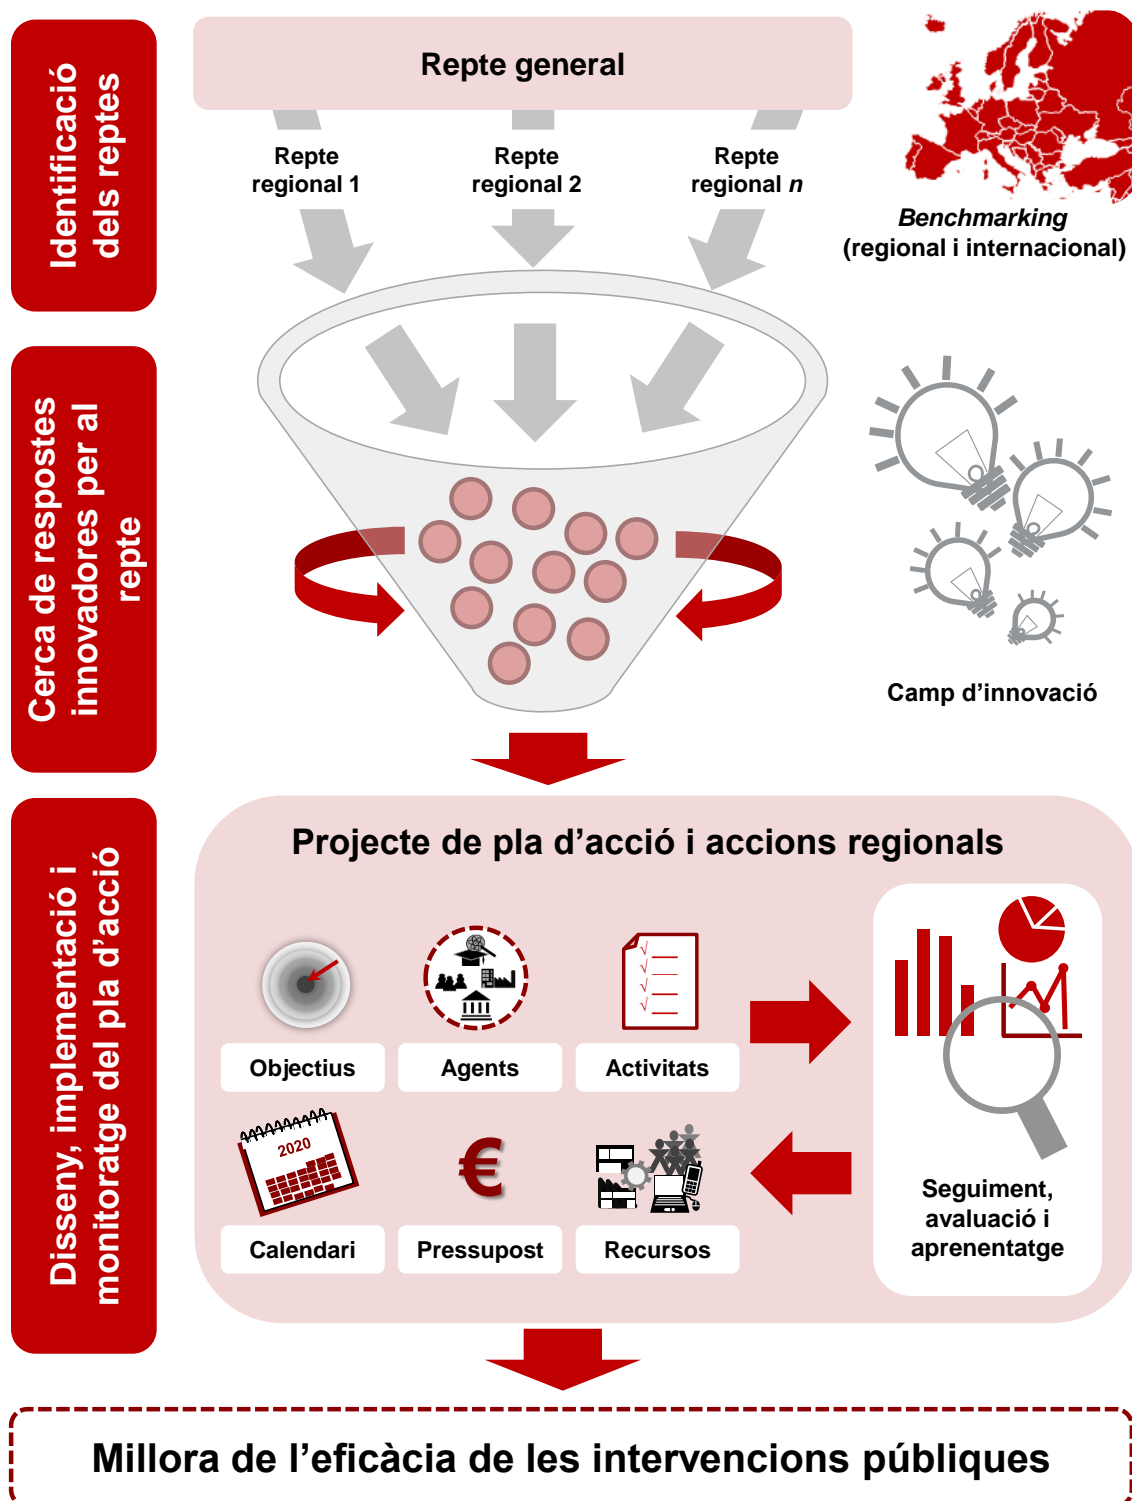 Identificació
dels reptes
Repte general
Repte
regional 1
Repte
regional 2
Repte
regional n
Benchmarking
(regional i internacional)
Cerca de respostes
innovadores per al
repte
Camp d’innovació
Disseny, implementació i
monitoratge del pla d’acció
Projecte de pla d’acció i accions regionals
√
√
√
√
Objectius
Agents
Activitats
2020
€
Calendari
Pressupost
Recursos
Seguiment,
avaluació i
aprenentatge
Millora de l’eficàcia de les intervencions públiques